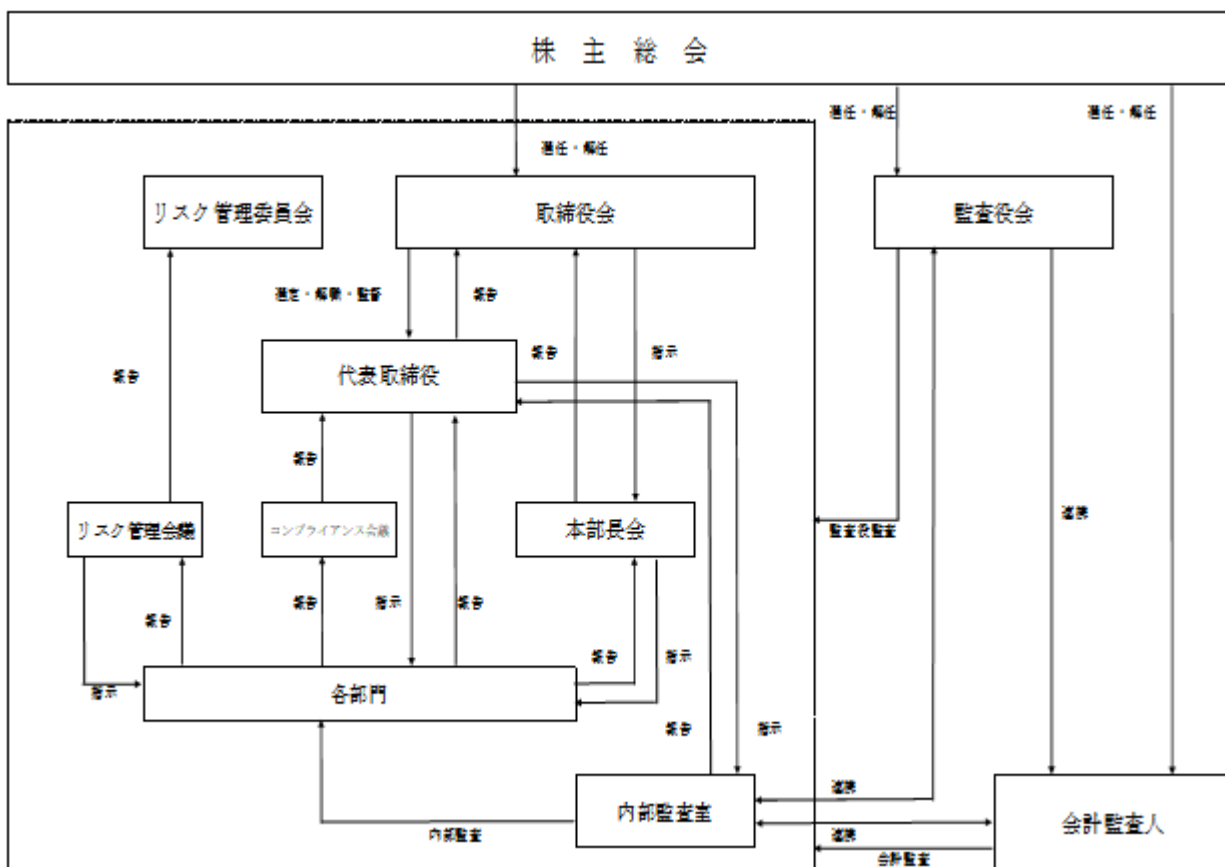 株主総会
選任・解任
選任・解任
選任・解任
リスク管理委員会
取締役会
監査役会
選定・解職・監督
報告
報告
指示
報告
代表取締役
報告
リスク管理会議
コンプライアンス会議
本部長会
監査役監査
連携
報告
報告
指示
報告
報告
指示
指示
各部門
報告
指示
内部監査室
内部監査
連携
連携
会計監査
会計監査人